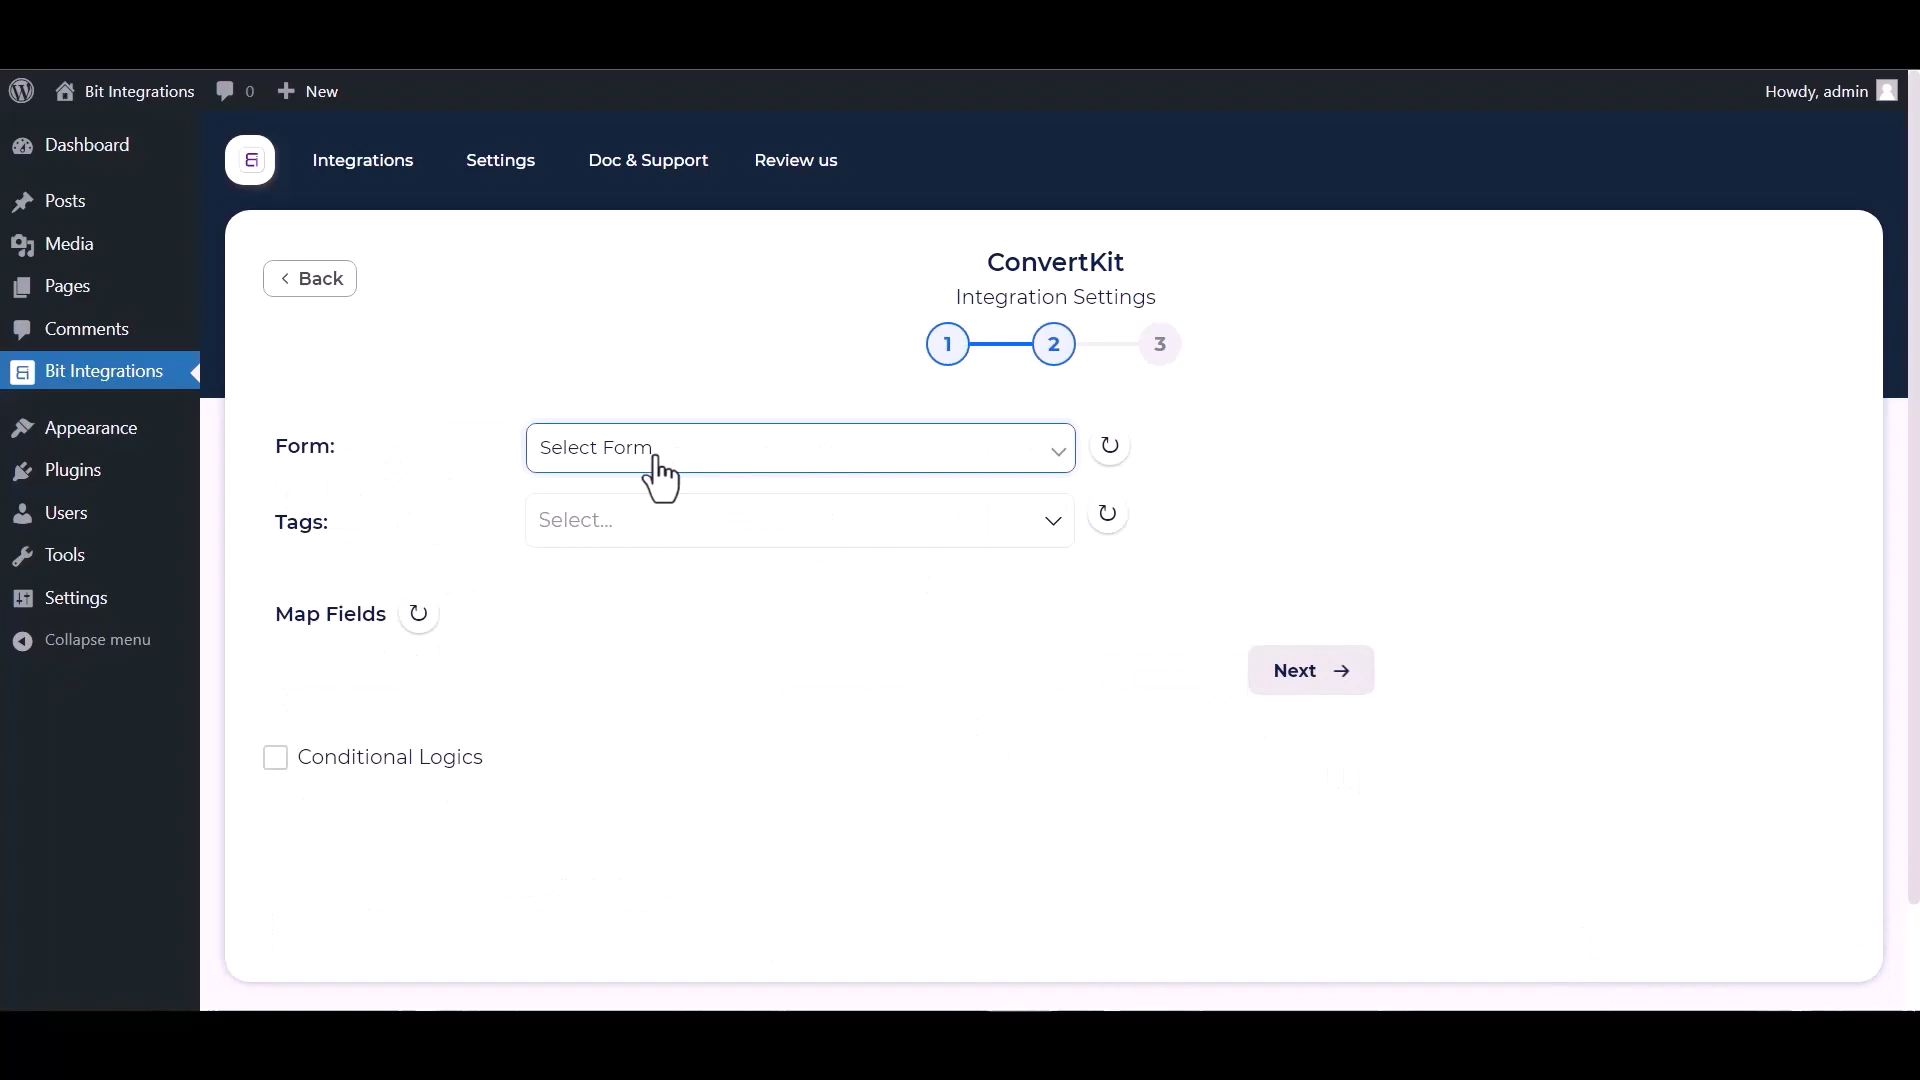 Bit Integrations 0 New Howdy, admin
Dashboard
Posts
Media
Pages
Comments
Bit Integrations
Appearance
Plugins
Users
Tools
Settings
Collapse menu
Integrations Settings Doc & Support Review us
Back
ConvertKit
Integration Settings
1 2 3
Form: Select Form
Tags: Select...
Map Fields
Next
Conditional Logics